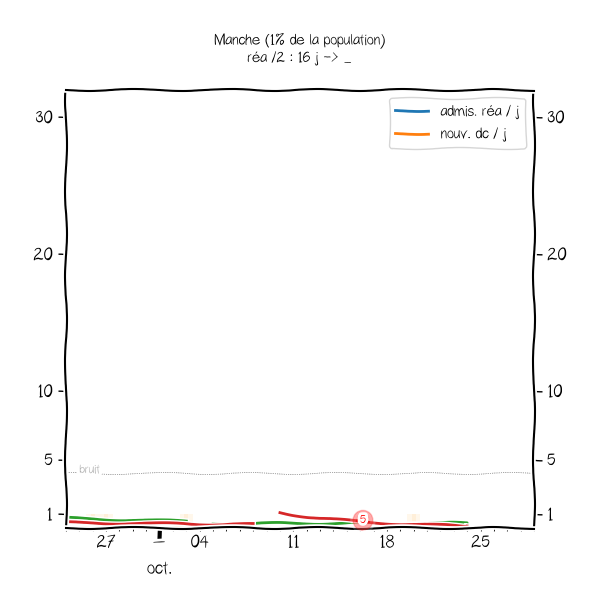 Manche (1% de la population)
réa /2 : 16 j -> _
admis. réa / j
nouv. dc / j
30
30
20
20
10
10
5
5
bruit
1
1
5
27
04
11
18
25
oct.